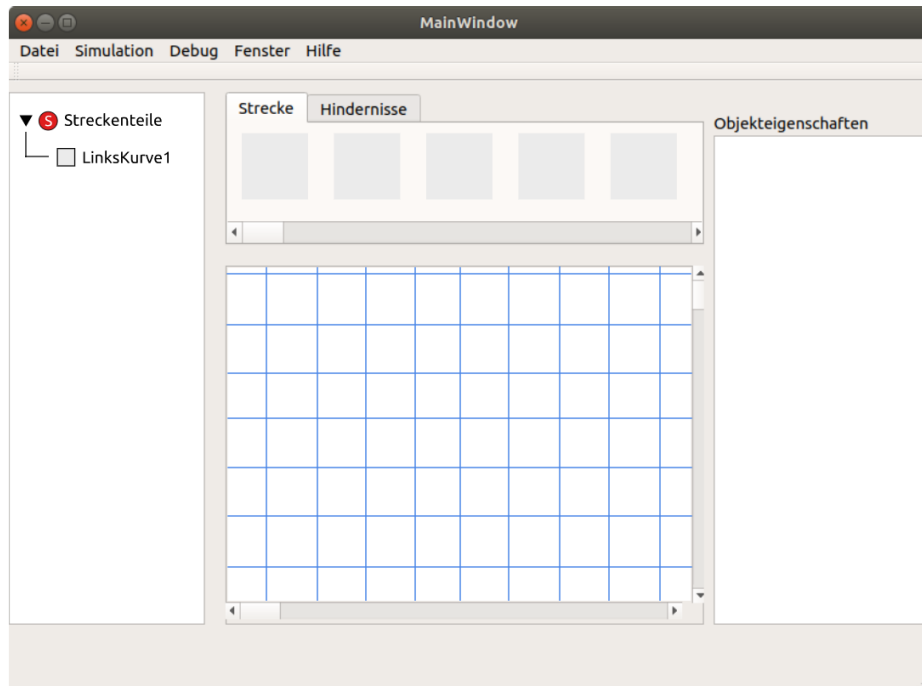 MainWindow
Datei Simulation Debug Fenster Hilfe
S Streckenteile
LinksKurve1
Strecke Hindernisse
Objekteigenschaften